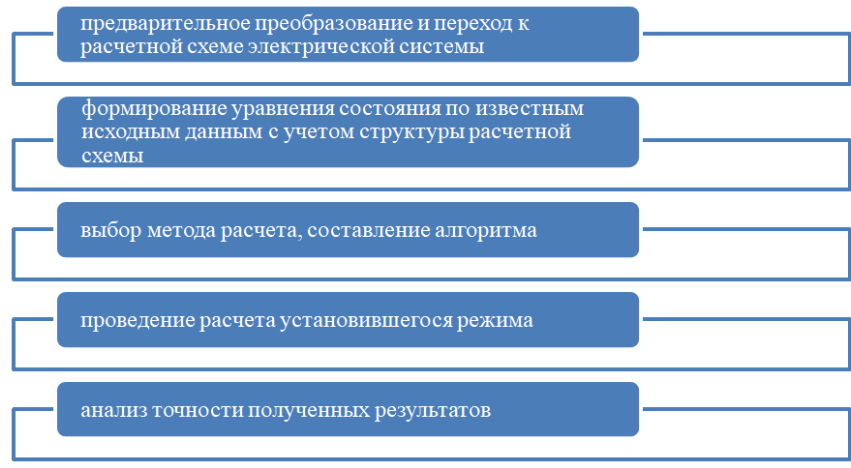 предварительное преобразование и переход к
расчетной схеме электрической системы
формирование уравнения состояния по известным
исходным данным с учетом структуры расчетной
схемы
выбор метода расчета, составление алгоритма
проведение расчета установившегося режима
анализ точности полученных результатов